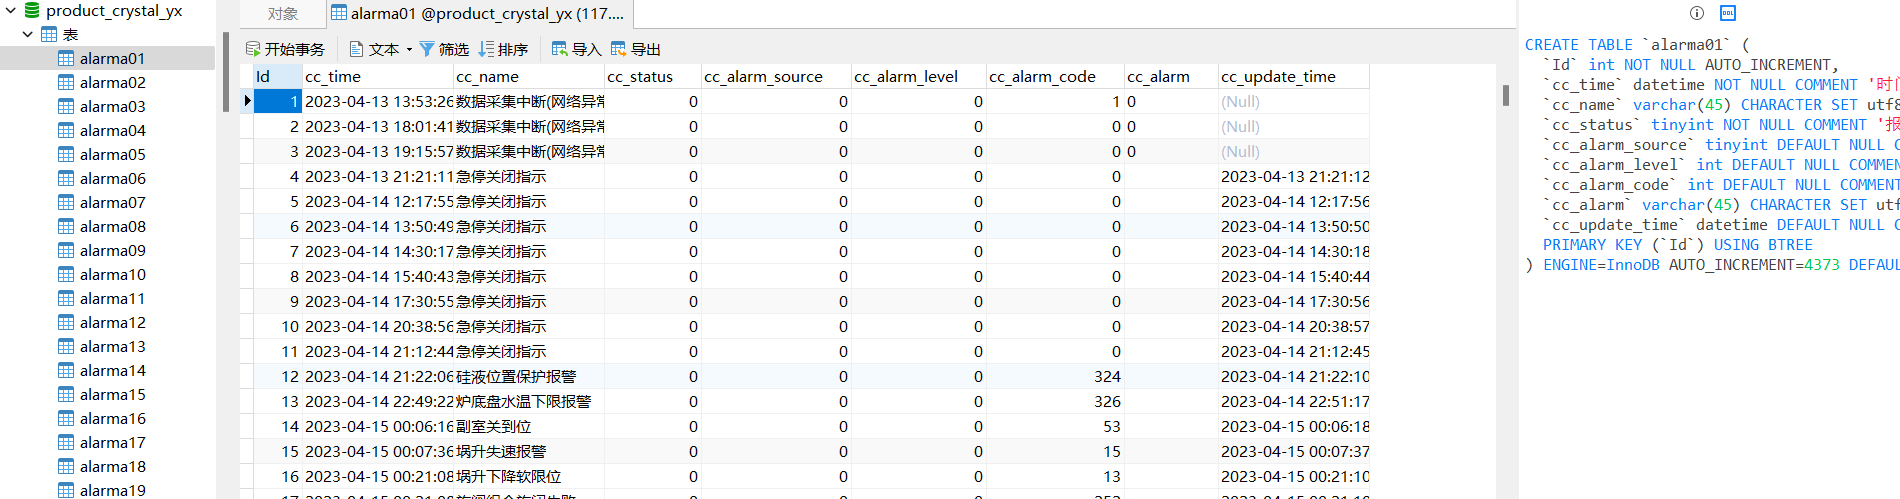 product_crystal_yx
表
alarma01
alarma02
alarma03
alarma04
alarma05
alarma06
alarma07
alarma08
alarma09
alarma10
alarma11
alarma12
alarma13
alarma14
alarma15
alarma16
alarma17
alarma18
alarma19
对象 alarma01 @product_crystal_yx (117....
开始事务 文本 筛选 排序 导入 导出
Id cc_time cc_name cc_status cc_alarm_source cc_alarm_level cc_alarm_code cc_alarm cc_update_time
1 2023-04-13 13:53:26 数据采集中断(网络异常 0 0 0 1 0 (Null)
2 2023-04-13 18:01:41 数据采集中断(网络异常 0 0 0 0 0 (Null)
3 2023-04-13 19:15:57 数据采集中断(网络异常 0 0 0 0 0 (Null)
4 2023-04-13 21:21:11 急停关闭指示 0 0 0 0 2023-04-13 21:21:12
5 2023-04-14 12:17:55 急停关闭指示 0 0 0 0 2023-04-14 12:17:56
6 2023-04-14 13:50:49 急停关闭指示 0 0 0 0 2023-04-14 13:50:50
7 2023-04-14 14:30:17 急停关闭指示 0 0 0 0 2023-04-14 14:30:18
8 2023-04-14 15:40:43 急停关闭指示 0 0 0 0 2023-04-14 15:40:44
9 2023-04-14 17:30:55 急停关闭指示 0 0 0 0 2023-04-14 17:30:56
10 2023-04-14 20:38:56 急停关闭指示 0 0 0 0 2023-04-14 20:38:57
11 2023-04-14 21:12:44 急停关闭指示 0 0 0 0 2023-04-14 21:12:45
12 2023-04-14 21:22:06 硅液位置保护报警 0 0 0 324 2023-04-14 21:22:10
13 2023-04-14 22:49:22 炉底盘水温下限报警 0 0 0 326 2023-04-14 22:51:17
14 2023-04-15 00:06:16 副室关到位 0 0 0 53 2023-04-15 00:06:18
15 2023-04-15 00:07:36 埚升失速报警 0 0 0 15 2023-04-15 00:07:37
16 2023-04-15 00:21:08 埚升下降软限位 0 0 0 13 2023-04-15 00:21:10
DDL
CREATE TABLE `alarma01` (
`Id` int NOT NULL AUTO_INCREMENT,
`cc_time` datetime NOT NULL COMMENT '时间
`cc_name` varchar(45) CHARACTER SET utf8
`cc_status` tinyint NOT NULL COMMENT '报
`cc_alarm_source` tinyint DEFAULT NULL C
`cc_alarm_level` int DEFAULT NULL COMMEN
`cc_alarm_code` int DEFAULT NULL COMMENT
`cc_alarm` varchar(45) CHARACTER SET utf
`cc_update_time` datetime DEFAULT NULL C
PRIMARY KEY (`Id`) USING BTREE
) ENGINE=InnoDB AUTO_INCREMENT=4373 DEFAUL